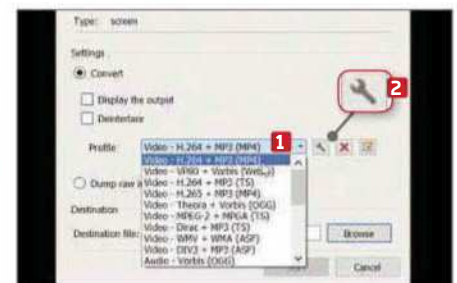 Type: screen
Settings
Convert
Display the output
Deinterlace
Profile
Video - H.264 + MP3 (MP4)
1
2
Video - H.264 + MP3 (MP4)
Video - VP80 + Vorbis (Webm)
Video - H.264 + MP3 (TS)
Video - H.265 + MP3 (MP4)
Video - Theora + Vorbis (OGG)
Video - MPEG-2 + MPGA (TS)
Video - Dirac + MP3 (TS)
Video - WMV + WMA (ASF)
Video - DIV3 + MP3 (ASF)
Audio - Vorbis (OGG)
Dump raw
Destination
Destination file:
Browse
Cancel